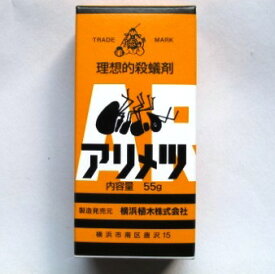 TRADE MARK
理想的殺蟻剤
AR
アリメツ
内容量 55g
製造発売元 横浜植木株式会社
横浜市南区唐沢15